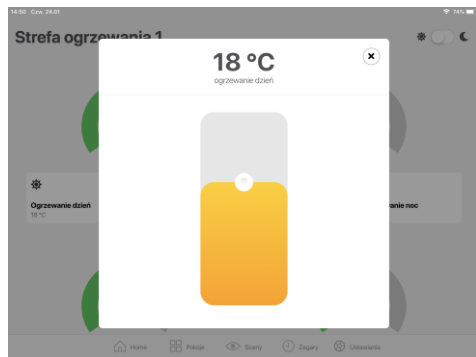 14:50 Czw. 24.01
74%
Strefa ogrzewania 1
18 °C
ogrzewanie dzień
Ogrzewanie dzień
18 °C
wanie noc
Home
Pokoje
Sceny
Zegary
Ustawienia